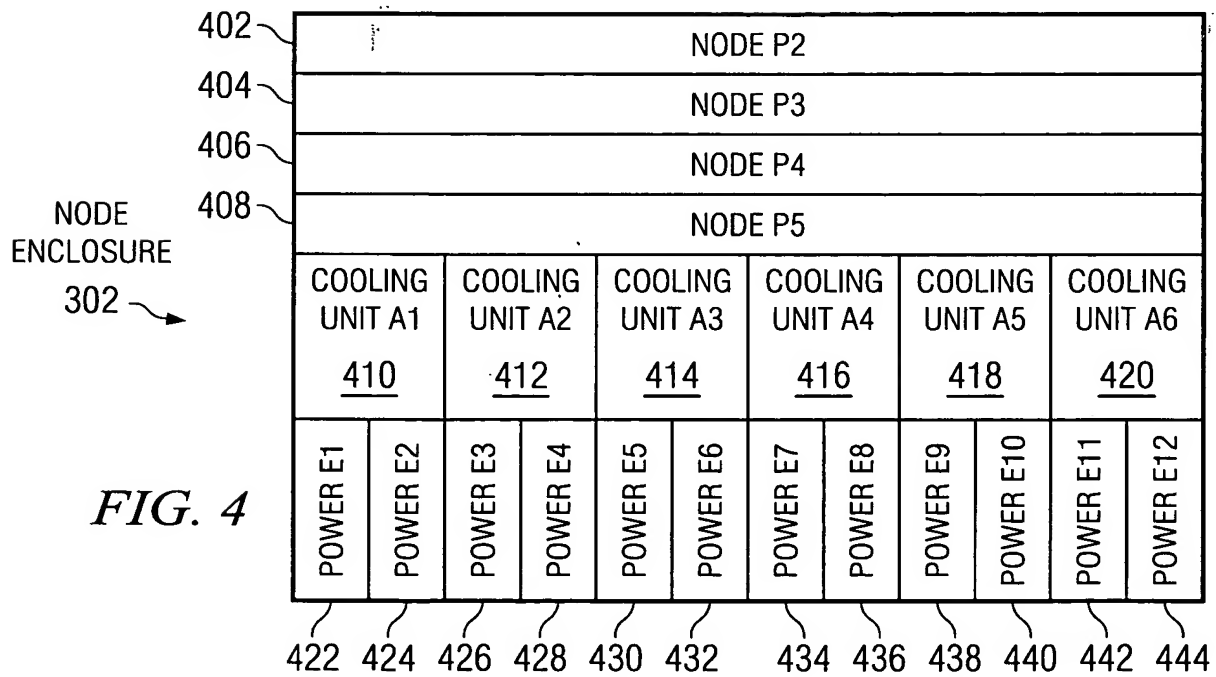 402
NODE P2
404
NODE P3
406
NODE P4
408
NODE P5
NODE
ENCLOSURE
302
COOLING
UNIT A1
410
COOLING
UNIT A2
412
COOLING
UNIT A3
414
COOLING
UNIT A4
416
COOLING
UNIT A5
418
COOLING
UNIT A6
420
FIG. 4
POWER E1
POWER E2
POWER E3
POWER E4
POWER E5
POWER E6
POWER E7
POWER E8
POWER E9
POWER E10
POWER E11
POWER E12
422 424 426 428 430 432 434 436 438 440 442 444